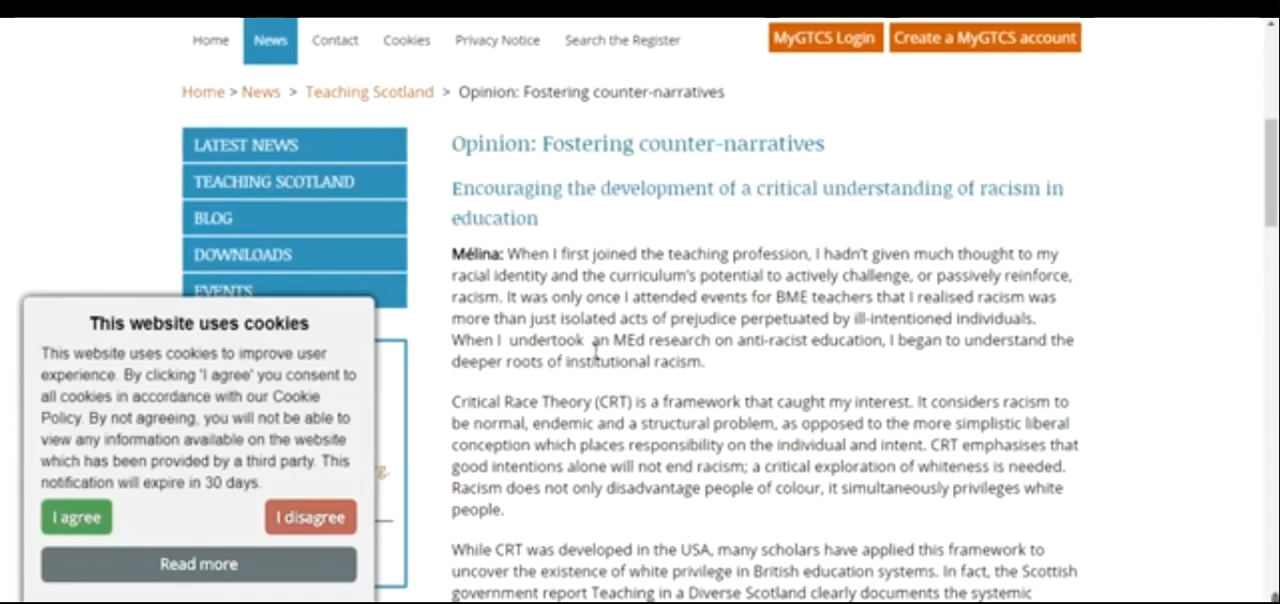 Home News Contact Cookies Privacy Notice Search the Register MyGTCS Login Create a MyGTCS account
Home > News > Teaching Scotland > Opinion: Fostering counter-narratives
LATEST NEWS
TEACHING SCOTLAND
BLOG
DOWNLOADS
EVENTS
This website uses cookies
This website uses cookies to improve user
experience. By clicking 'I agree' you consent to
all cookies in accordance with our Cookie
Policy. By not agreeing, you will not be able to
view any information available on the website
which has been provided by a third party. This
notification will expire in 30 days.
I agree I disagree
Read more
Opinion: Fostering counter-narratives
Encouraging the development of a critical understanding of racism in
education
Mélina: When I first joined the teaching profession, I hadn't given much thought to my
racial identity and the curriculum's potential to actively challenge, or passively reinforce,
racism. It was only once I attended events for BME teachers that I realised racism was
more than just isolated acts of prejudice perpetuated by ill-intentioned individuals.
When I undertook an MEd research on anti-racist education, I began to understand the
deeper roots of institutional racism.
Critical Race Theory (CRT) is a framework that caught my interest. It considers racism to
be normal, endemic and a structural problem, as opposed to the more simplistic liberal
conception which places responsibility on the individual and intent. CRT emphasises that
good intentions alone will not end racism; a critical exploration of whiteness is needed.
Racism does not only disadvantage people of colour, it simultaneously privileges white
people.
While CRT was developed in the USA, many scholars have applied this framework to
uncover the existence of white privilege in British education systems. In fact, the Scottish
government report Teaching in a Diverse Scotland clearly documents the systemic